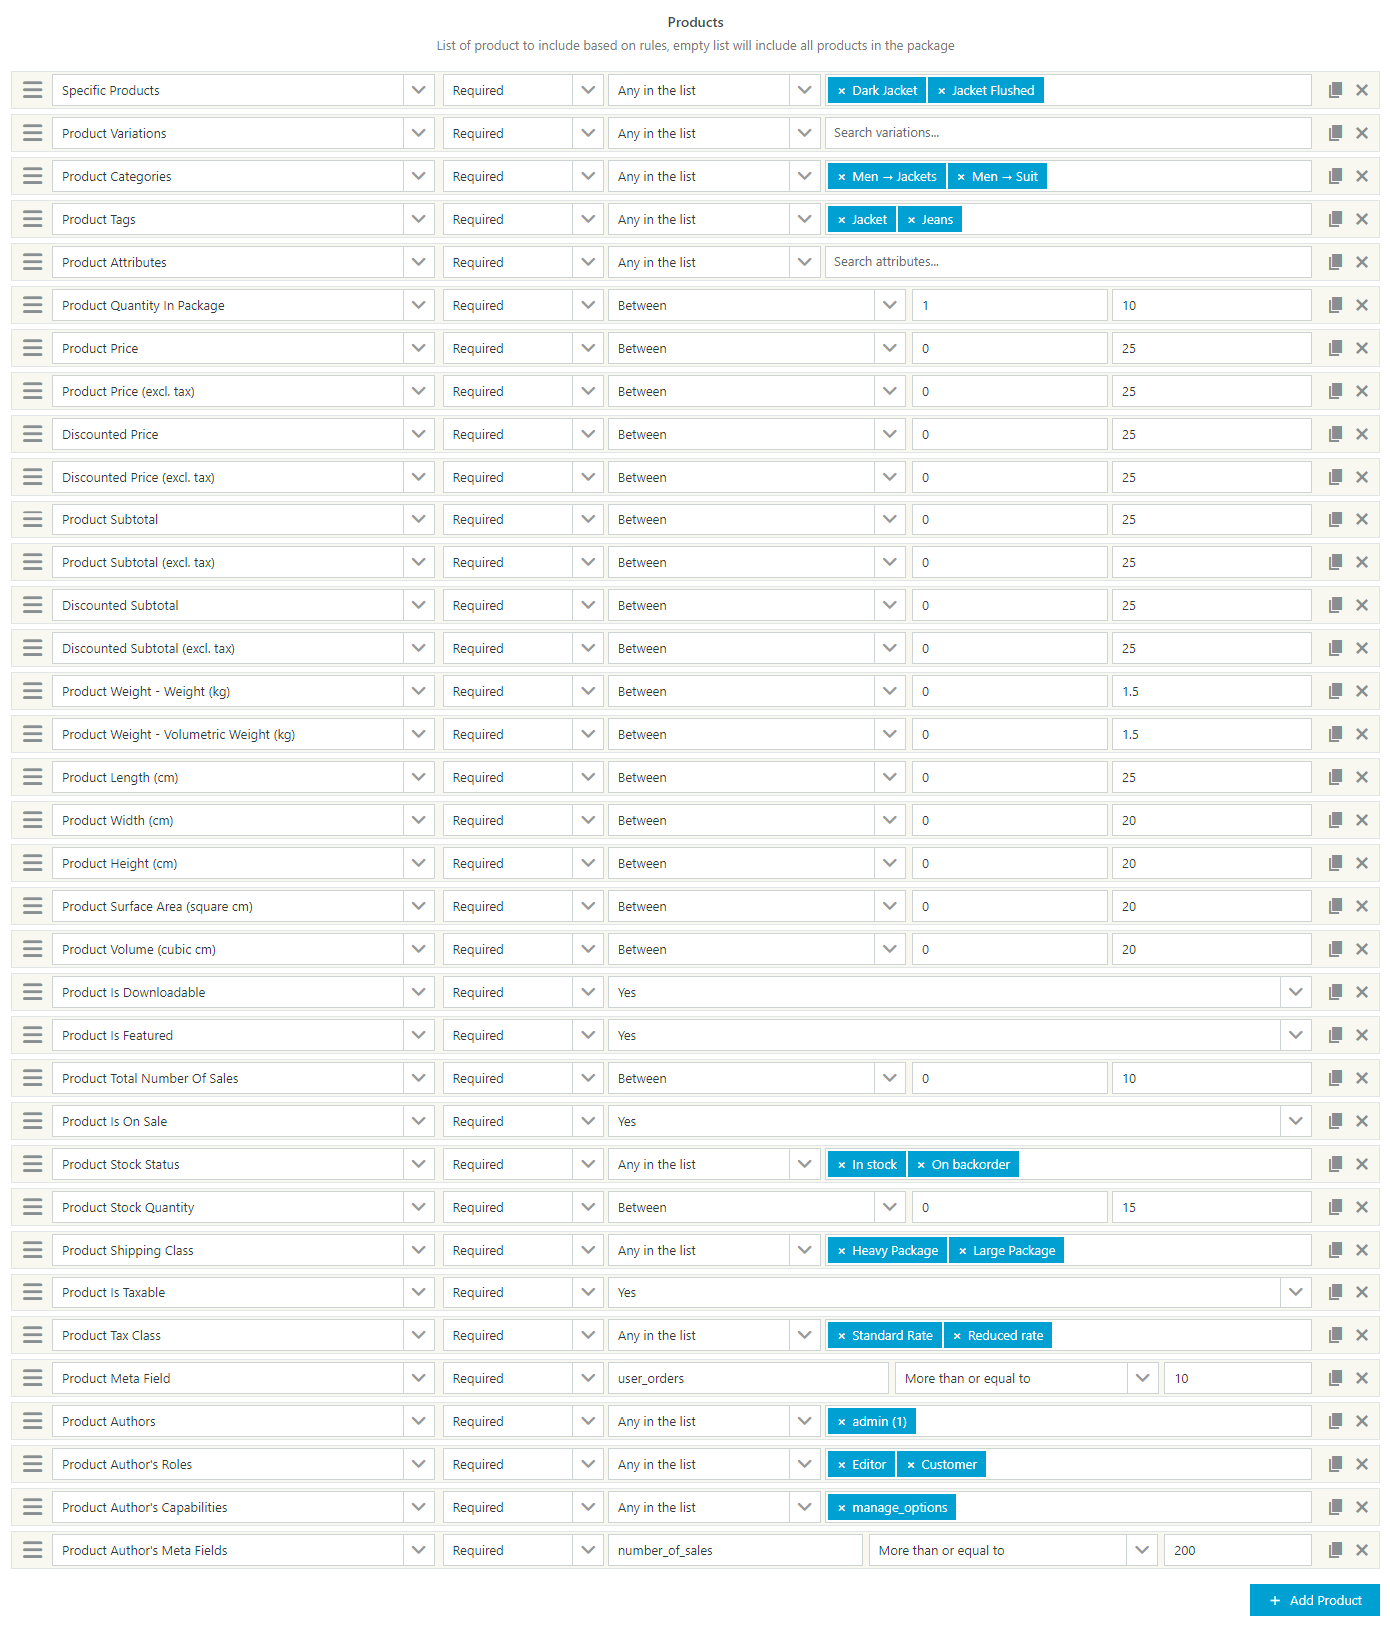 Products
List of product to include based on rules, empty list will include all products in the package
Specific Products Required Any in the list × Dark Jacket × Jacket Flushed
Product Variations Required Any in the list Search variations...
Product Categories Required Any in the list × Men → Jackets × Men → Suit
Product Tags Required Any in the list × Jacket × Jeans
Product Attributes Required Any in the list Search attributes...
Product Quantity In Package Required Between 1 10
Product Price Required Between 0 25
Product Price (excl. tax) Required Between 0 25
Discounted Price Required Between 0 25
Discounted Price (excl. tax) Required Between 0 25
Product Subtotal Required Between 0 25
Product Subtotal (excl. tax) Required Between 0 25
Discounted Subtotal Required Between 0 25
Discounted Subtotal (excl. tax) Required Between 0 25
Product Weight - Weight (kg) Required Between 0 1.5
Product Weight - Volumetric Weight (kg) Required Between 0 1.5
Product Length (cm) Required Between 0 25
Product Width (cm) Required Between 0 20
Product Height (cm) Required Between 0 20
Product Surface Area (square cm) Required Between 0 20
Product Volume (cubic cm) Required Between 0 20
Product Is Downloadable Required Yes
Product Is Featured Required Yes
Product Total Number Of Sales Required Between 0 10
Product Is On Sale Required Yes
Product Stock Status Required Any in the list × In stock × On backorder
Product Stock Quantity Required Between 0 15
Product Shipping Class Required Any in the list × Heavy Package × Large Package
Product Is Taxable Required Yes
Product Tax Class Required Any in the list × Standard Rate × Reduced rate
Product Meta Field Required user_orders More than or equal to 10
Product Authors Required Any in the list × admin (1)
Product Author's Roles Required Any in the list × Editor × Customer
Product Author's Capabilities Required Any in the list × manage_options
Product Author's Meta Fields Required number_of_sales More than or equal to 200
+ Add Product